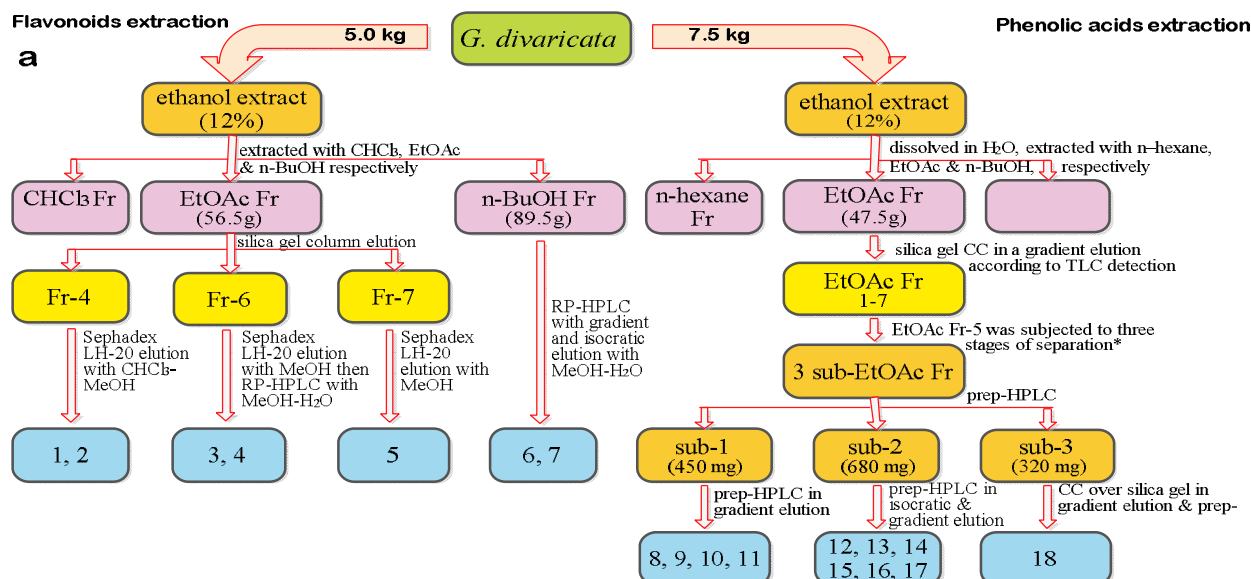 Flavonoids extraction
Phenolic acids extraction
a
5.0 kg
G. divaricata
7.5 kg
ethanol extract
(12%)
extracted with CHCl₃, EtOAc
& n-BuOH respectively
CHCl₃ Fr
EtOAc Fr
(56.5g)
n-BuOH Fr
(89.5g)
silica gel column elution
Fr-4
Fr-6
Fr-7
Sephadex
LH-20 elution
with CHCl₃-
MeOH
Sephadex
LH-20 elution
with MeOH then
RP-HPLC with
MeOH-H₂O
Sephadex
LH-20
elution with
MeOH
RP-HPLC
with gradient
and isocratic
elution with
MeOH-H₂O
1, 2
3, 4
5
6, 7
ethanol extract
(12%)
dissolved in H₂O, extracted with n-hexane,
EtOAc & n-BuOH, respectively
n-hexane
Fr
EtOAc Fr
(47.5g)
silica gel CC in a gradient elution
according to TLC detection
EtOAc Fr
1-7
EtOAc Fr-5 was subjected to three
stages of separation*
3 sub-EtOAc Fr
prep-HPLC
sub-1
(450 mg)
sub-2
(680 mg)
sub-3
(320 mg)
prep-HPLC in
gradient elution
prep-HPLC in
isocratic &
gradient elution
CC over silica gel in
gradient elution & prep-
8, 9, 10, 11
12, 13, 14
15, 16, 17
18